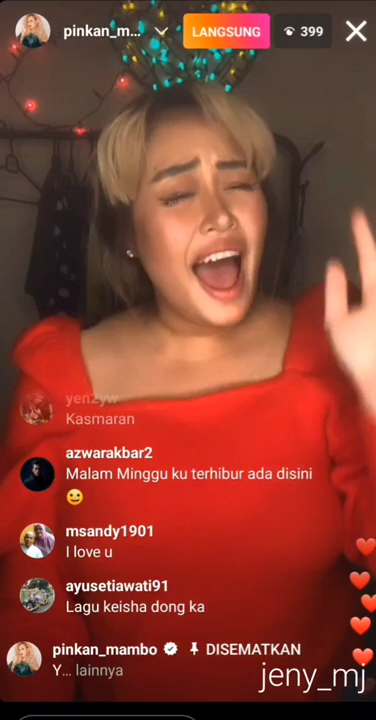 pinkan_m...
LANGSUNG
399
yen2yw
Kasmaran
azwarakbar2
Malam Minggu ku terhibur ada disini
😀
msandy1901
I love u
ayusetiawati91
Lagu keisha dong ka
pinkan_mambo DISEMATKAN
Y... lainnya
jeny_mj